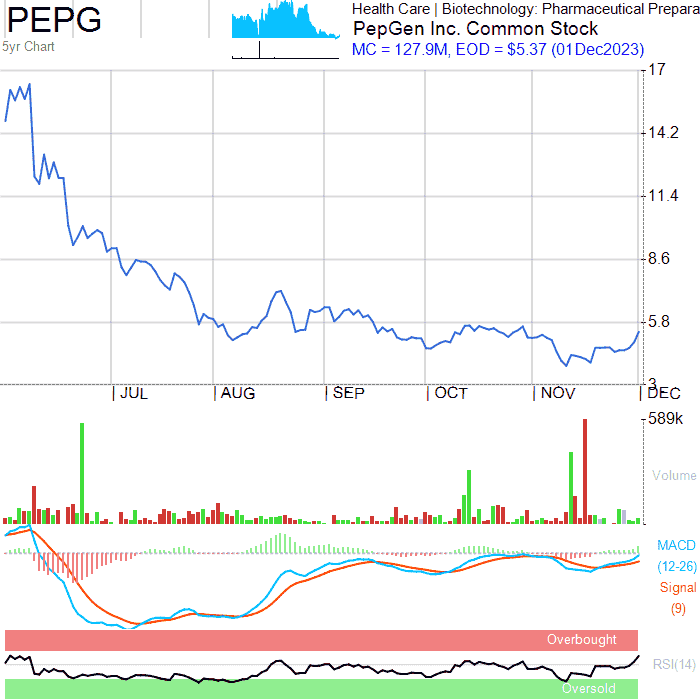 PEPG
5yr Chart
Health Care | Biotechnology: Pharmaceutical Prepara
PepGen Inc. Common Stock
MC = 127.9M, EOD = $5.37 (01Dec2023)
17
14.2
11.4
8.6
5.8
3
JUL AUG SEP OCT NOV DEC
589k
Volume
MACD
(12-26)
Signal
(9)
Overbought
RSI(14)
Oversold